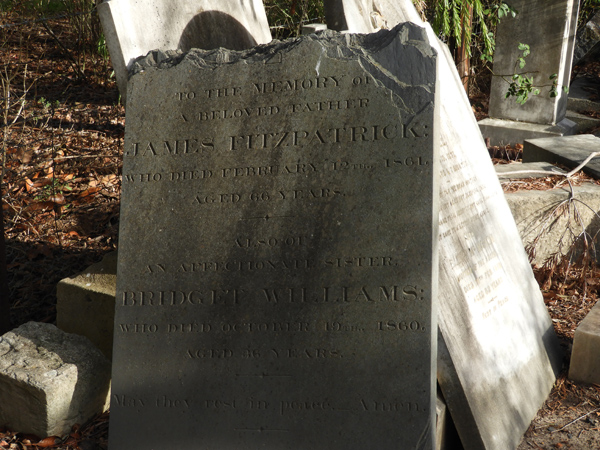 TO THE MEMORY OF
A BELOVED FATHER
JAMES FITZPATRICK:
WHO DIED FEBRUARY 12TH. 1861.
AGED 66 YEARS.
ALSO OF
AN AFFECTIONATE SISTER
BRIDGET WILLIAMS:
WHO DIED OCTOBER 19TH. 1860.
AGED 36 YEARS.
May they rest in peace. Amen.